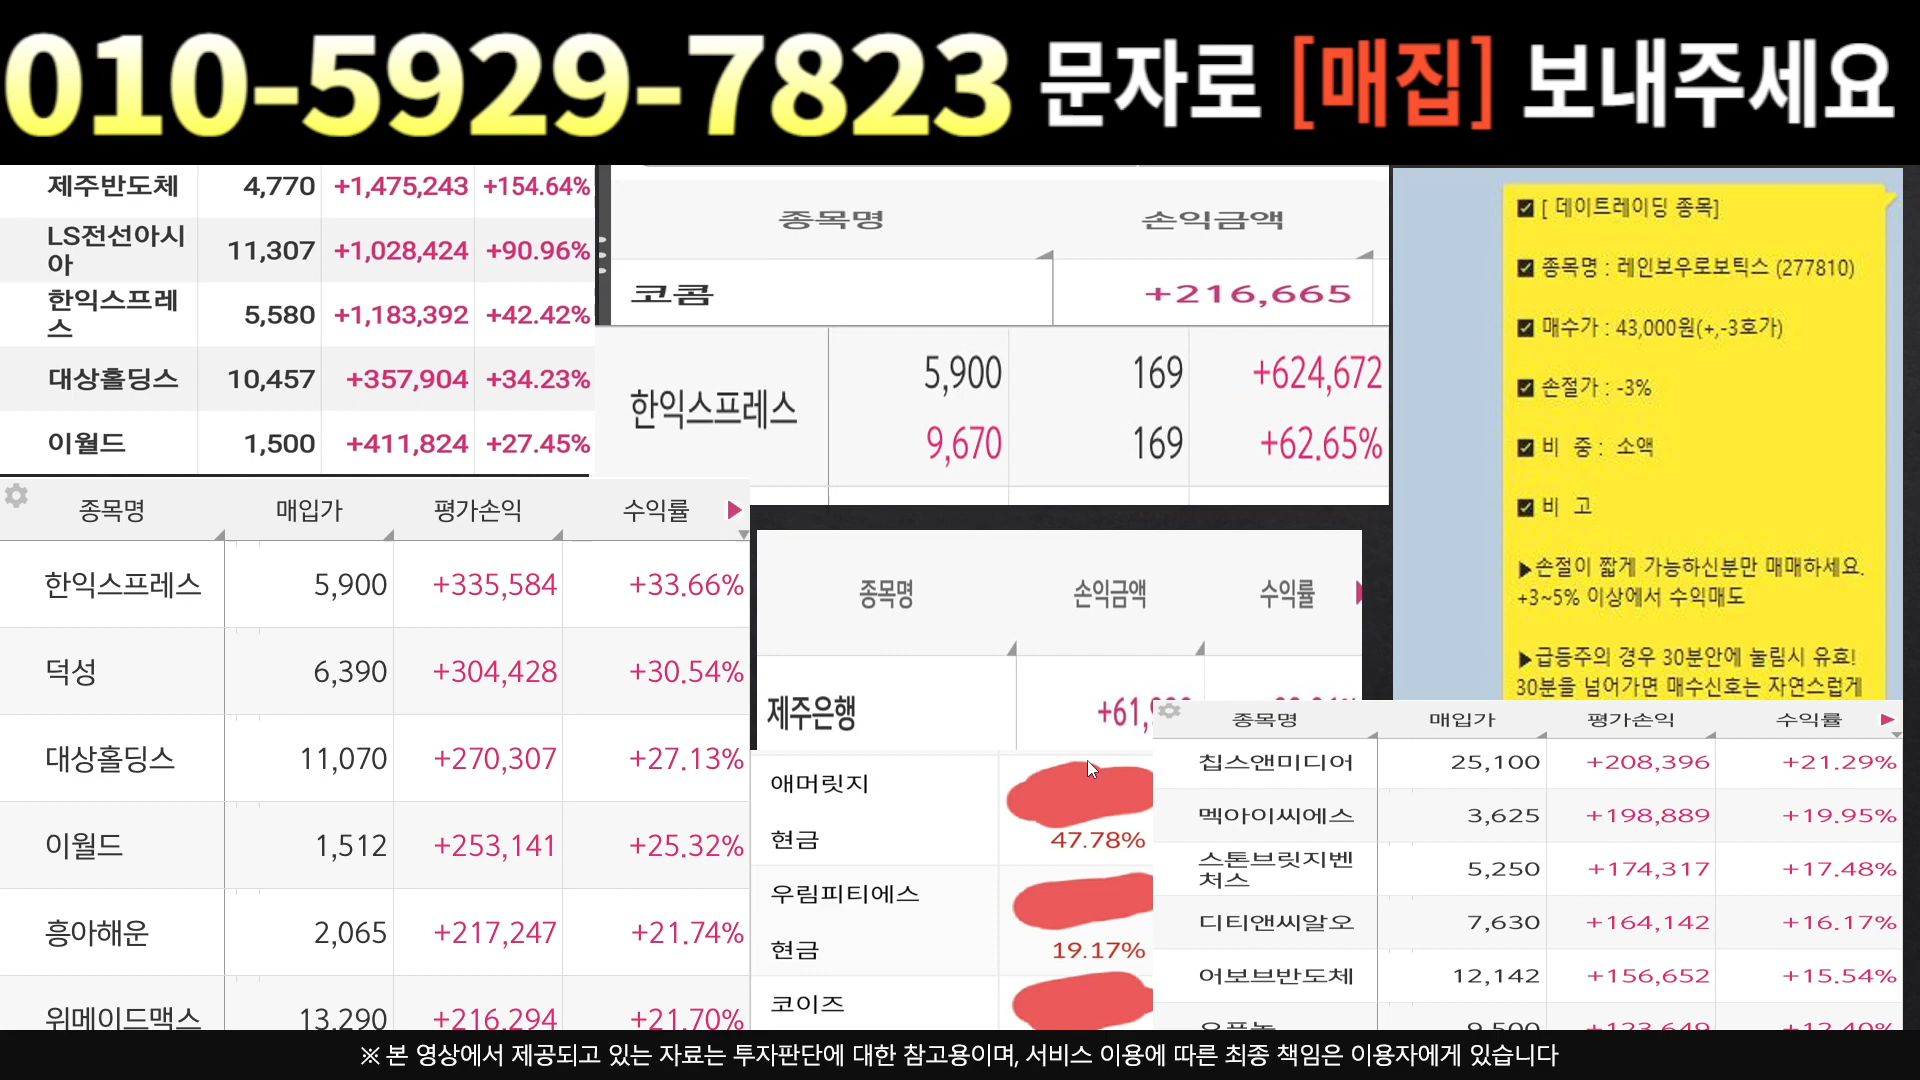 010-5929-7823 문자로 [매집] 보내주세요
제주반도체 4,770 +1,475,243 +154.64%
LS전선아시아 11,307 +1,028,424 +90.96%
한익스프레스 5,580 +1,183,392 +42.42%
대상홀딩스 10,457 +357,904 +34.23%
이월드 1,500 +411,824 +27.45%
종목명 손익금액
코콤 +216,665
한익스프레스 5,900 169 +624,672
9,670 169 +62.65%
☑ [ 데이트레이딩 종목]
☑ 종목명 : 레인보우로보틱스 (277810)
☑ 매수가 : 43,000원(+,-3호가)
☑ 손절가 : -3%
☑ 비 중 : 소액
☑ 비 고
▶손절이 짧게 가능하신분만 매매하세요.
+3~5% 이상에서 수익매도
▶급등주의 경우 30분안에 눌림시 유효!
30분을 넘어가면 매수신호는 자연스럽게
종목명 매입가 평가손익 수익률
한익스프레스 5,900 +335,584 +33.66%
덕성 6,390 +304,428 +30.54%
대상홀딩스 11,070 +270,307 +27.13%
이월드 1,512 +253,141 +25.32%
흥아해운 2,065 +217,247 +21.74%
위메이드맥스 13,290 +216,294 +21.70%
종목명 손익금액 수익률
제주은행 +61,
애머릿지
현금 47.78%
우림피티에스
현금 19.17%
코이즈
종목명 매입가 평가손익 수익률
칩스앤미디어 25,100 +208,396 +21.29%
멕아이씨에스 3,625 +198,889 +19.95%
스톤브릿지벤처스 5,250 +174,317 +17.48%
디티앤씨알오 7,630 +164,142 +16.17%
어보브반도체 12,142 +156,652 +15.54%
※ 본 영상에서 제공되고 있는 자료는 투자판단에 대한 참고용이며, 서비스 이용에 따른 최종 책임은 이용자에게 있습니다